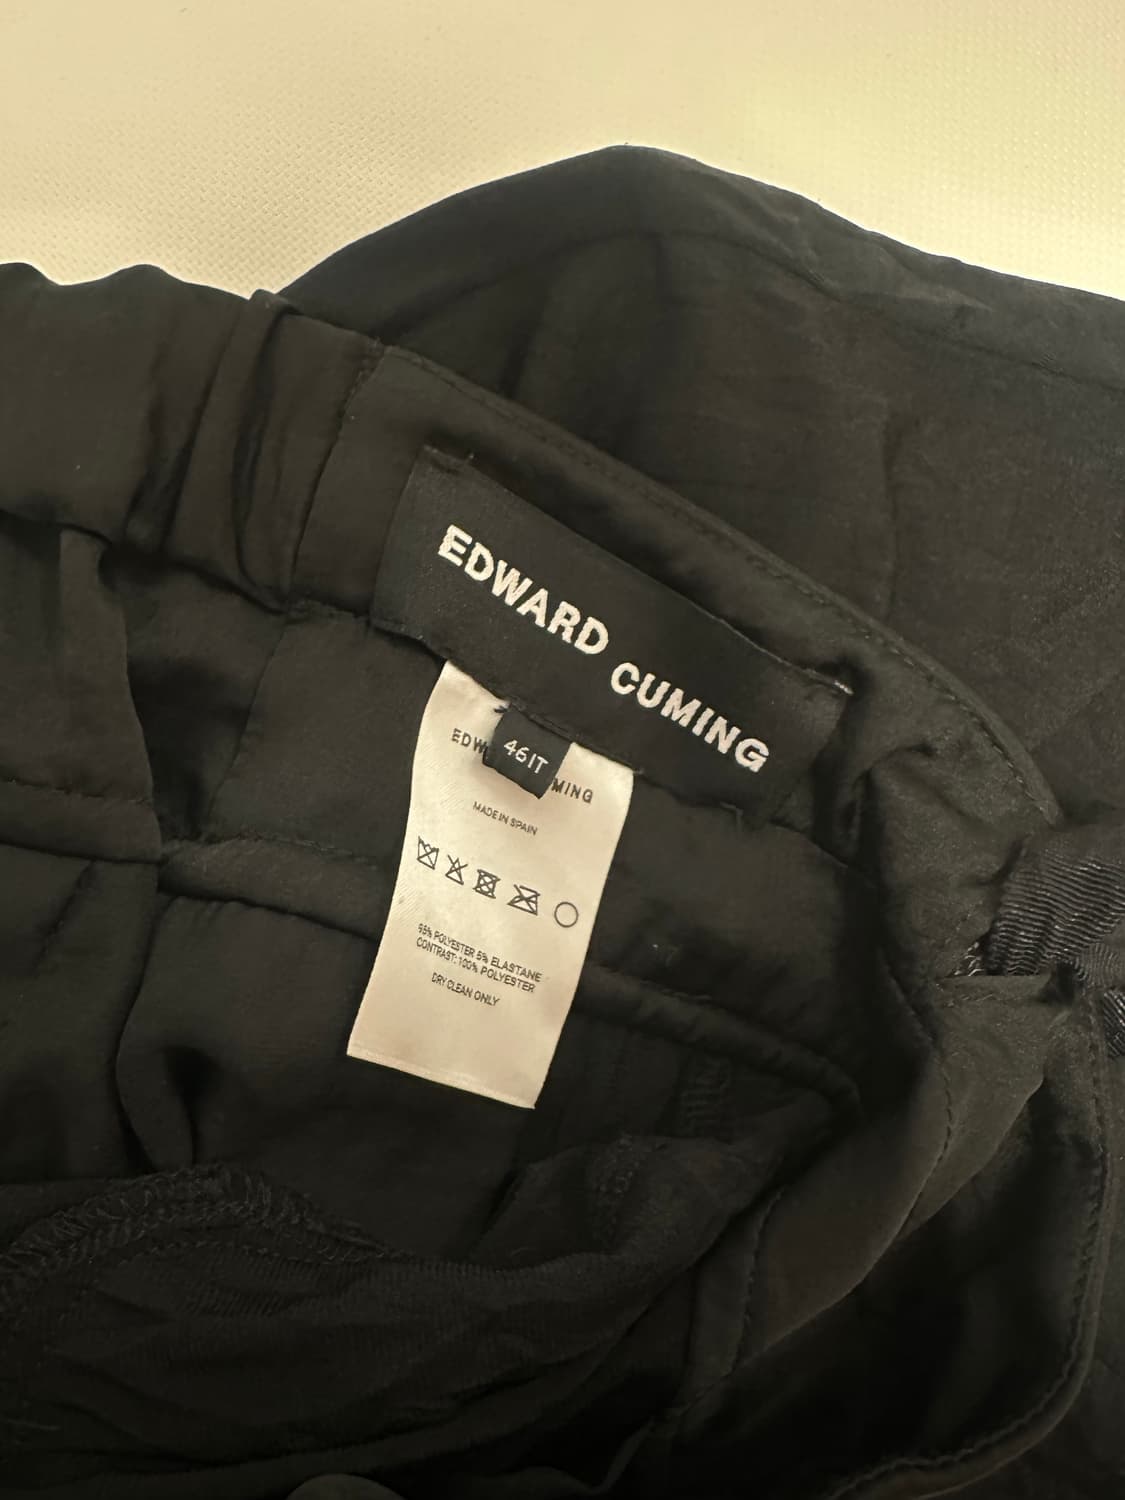 EDWARD CUMING
46IT
EDW MING
MADE IN SPAIN
95% POLYESTER 5% ELASTANE
CONTRAST: 100% POLYESTER
DRY CLEAN ONLY